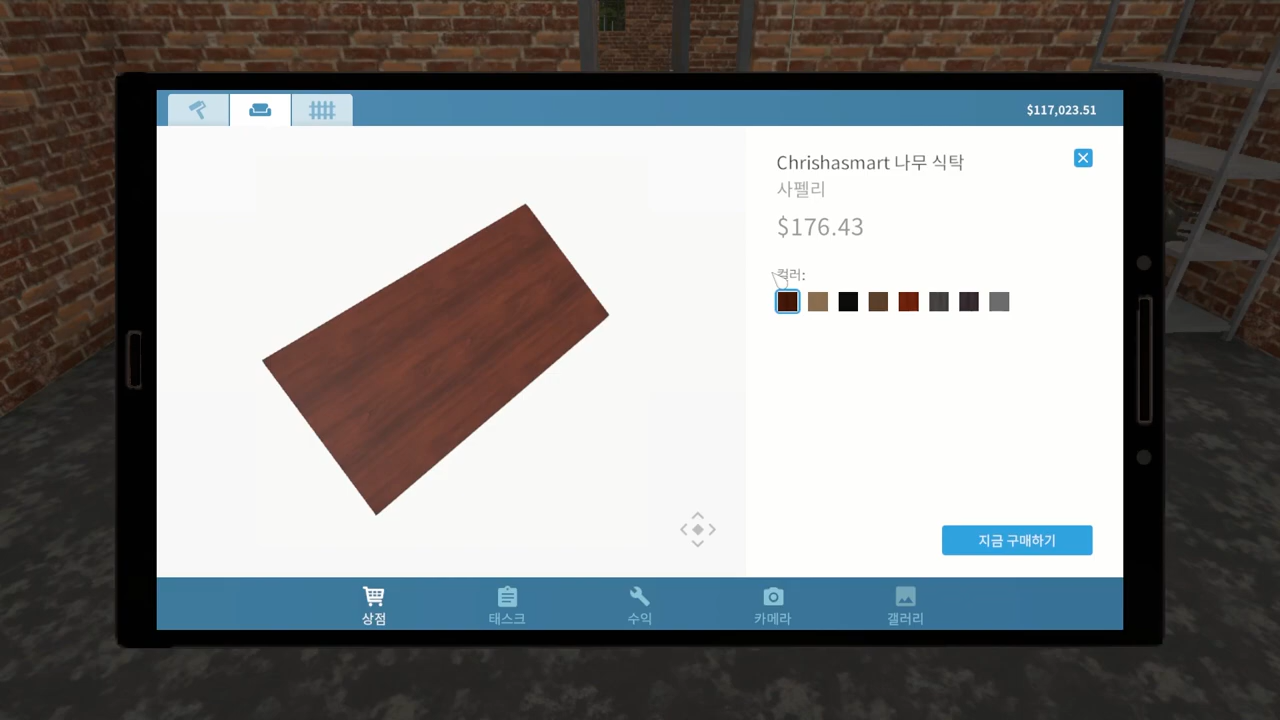 $117,023.51
Chrishasmart 나무 식탁
사펠리
$176.43
컬러:
지금 구매하기
상점
태스크
수익
카메라
갤러리